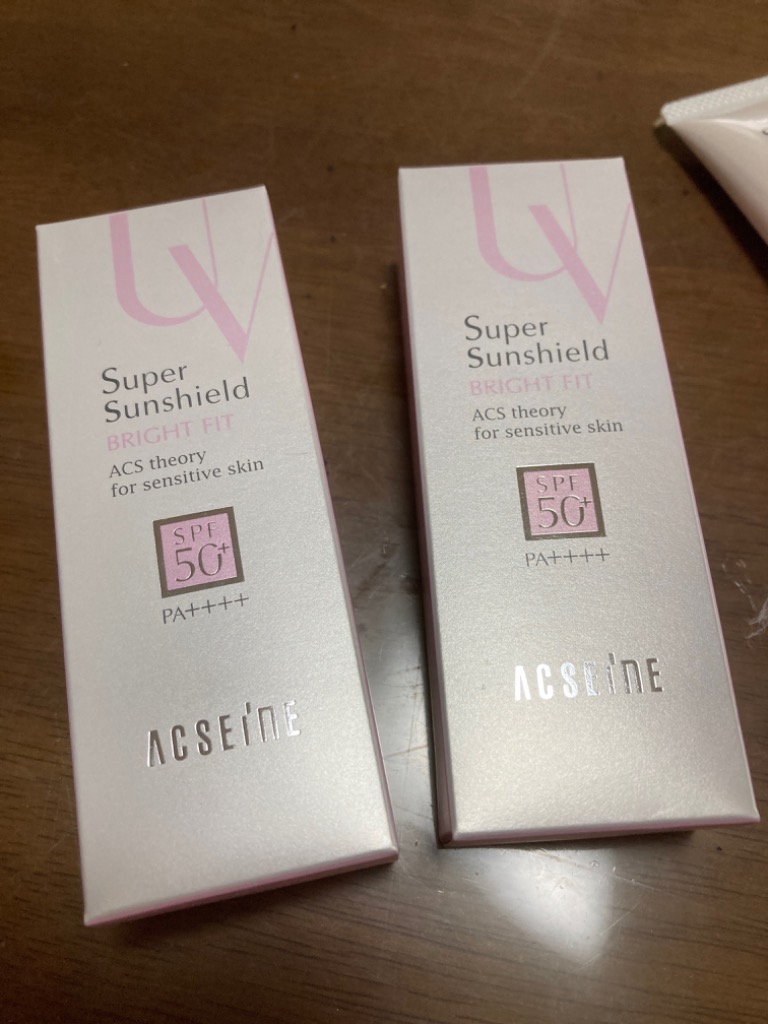 UV
Super
Sunshield
BRIGHT FIT
ACS theory
for sensitive skin
SPF
50+
PA++++
ACSEINE
UV
Super
Sunshield
BRIGHT FIT
ACS theory
for sensitive skin
SPF
50+
PA++++
ACSEINE